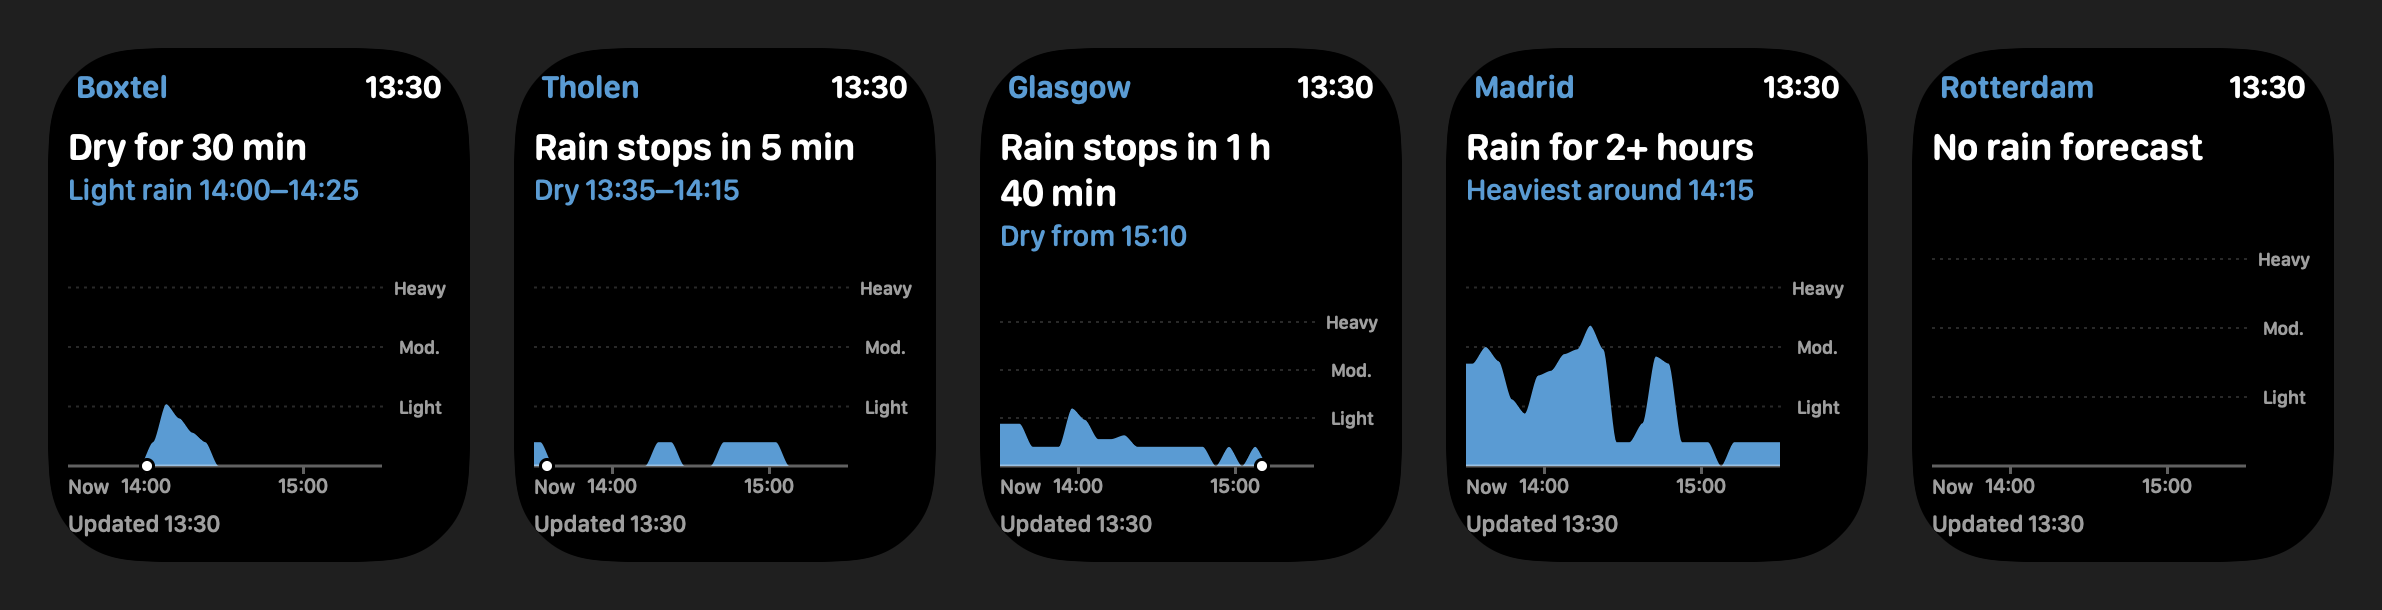 Boxtel 13:30
Dry for 30 min
Light rain 14:00–14:25
Heavy
Mod.
Light
Now 14:00 15:00
Updated 13:30
Tholen 13:30
Rain stops in 5 min
Dry 13:35–14:15
Heavy
Mod.
Light
Now 14:00 15:00
Updated 13:30
Glasgow 13:30
Rain stops in 1 h
40 min
Dry from 15:10
Heavy
Mod.
Light
Now 14:00 15:00
Updated 13:30
Madrid 13:30
Rain for 2+ hours
Heaviest around 14:15
Heavy
Mod.
Light
Now 14:00 15:00
Updated 13:30
Rotterdam 13:30
No rain forecast
Heavy
Mod.
Light
Now 14:00 15:00
Updated 13:30